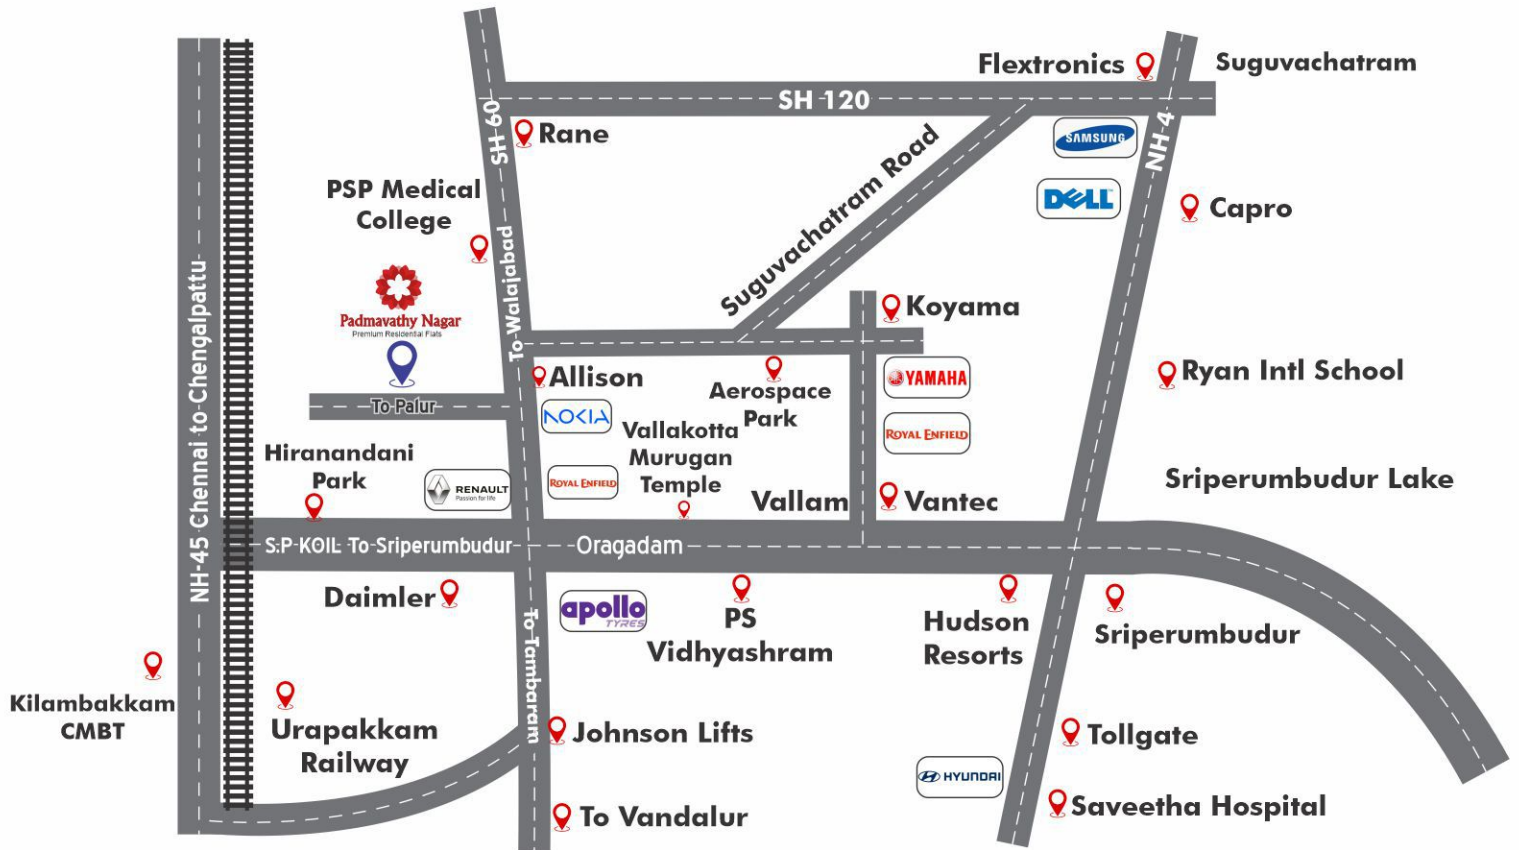 Flextronics
Suguvachatram
SH 120
SH 60
NH 4
SAMSUNG
Rane
Suguvachatram Road
DELL
PSP Medical
College
Capro
To Walajabad
Padmavathy Nagar
Premium Residential Flats
Koyama
NH-45 Chennai to Chengalpattu
Allison
Aerospace
Park
YAMAHA
Ryan Intl School
To Palur
NOKIA
ROYAL ENFIELD
Vallakotta
Murugan
Temple
Hiranandani
Park
RENAULT
Passion for life
ROYAL ENFIELD
Vallam
Vantec
Sriperumbudur Lake
S.P KOIL To Sriperumbudur
Oragadam
Daimler
apollo
TYRES
To Tambaram
PS
Vidhyashram
Hudson
Resorts
Sriperumbudur
Kilambakkam
CMBT
Urapakkam
Railway
Johnson Lifts
Tollgate
HYUNDAI
To Vandalur
Saveetha Hospital